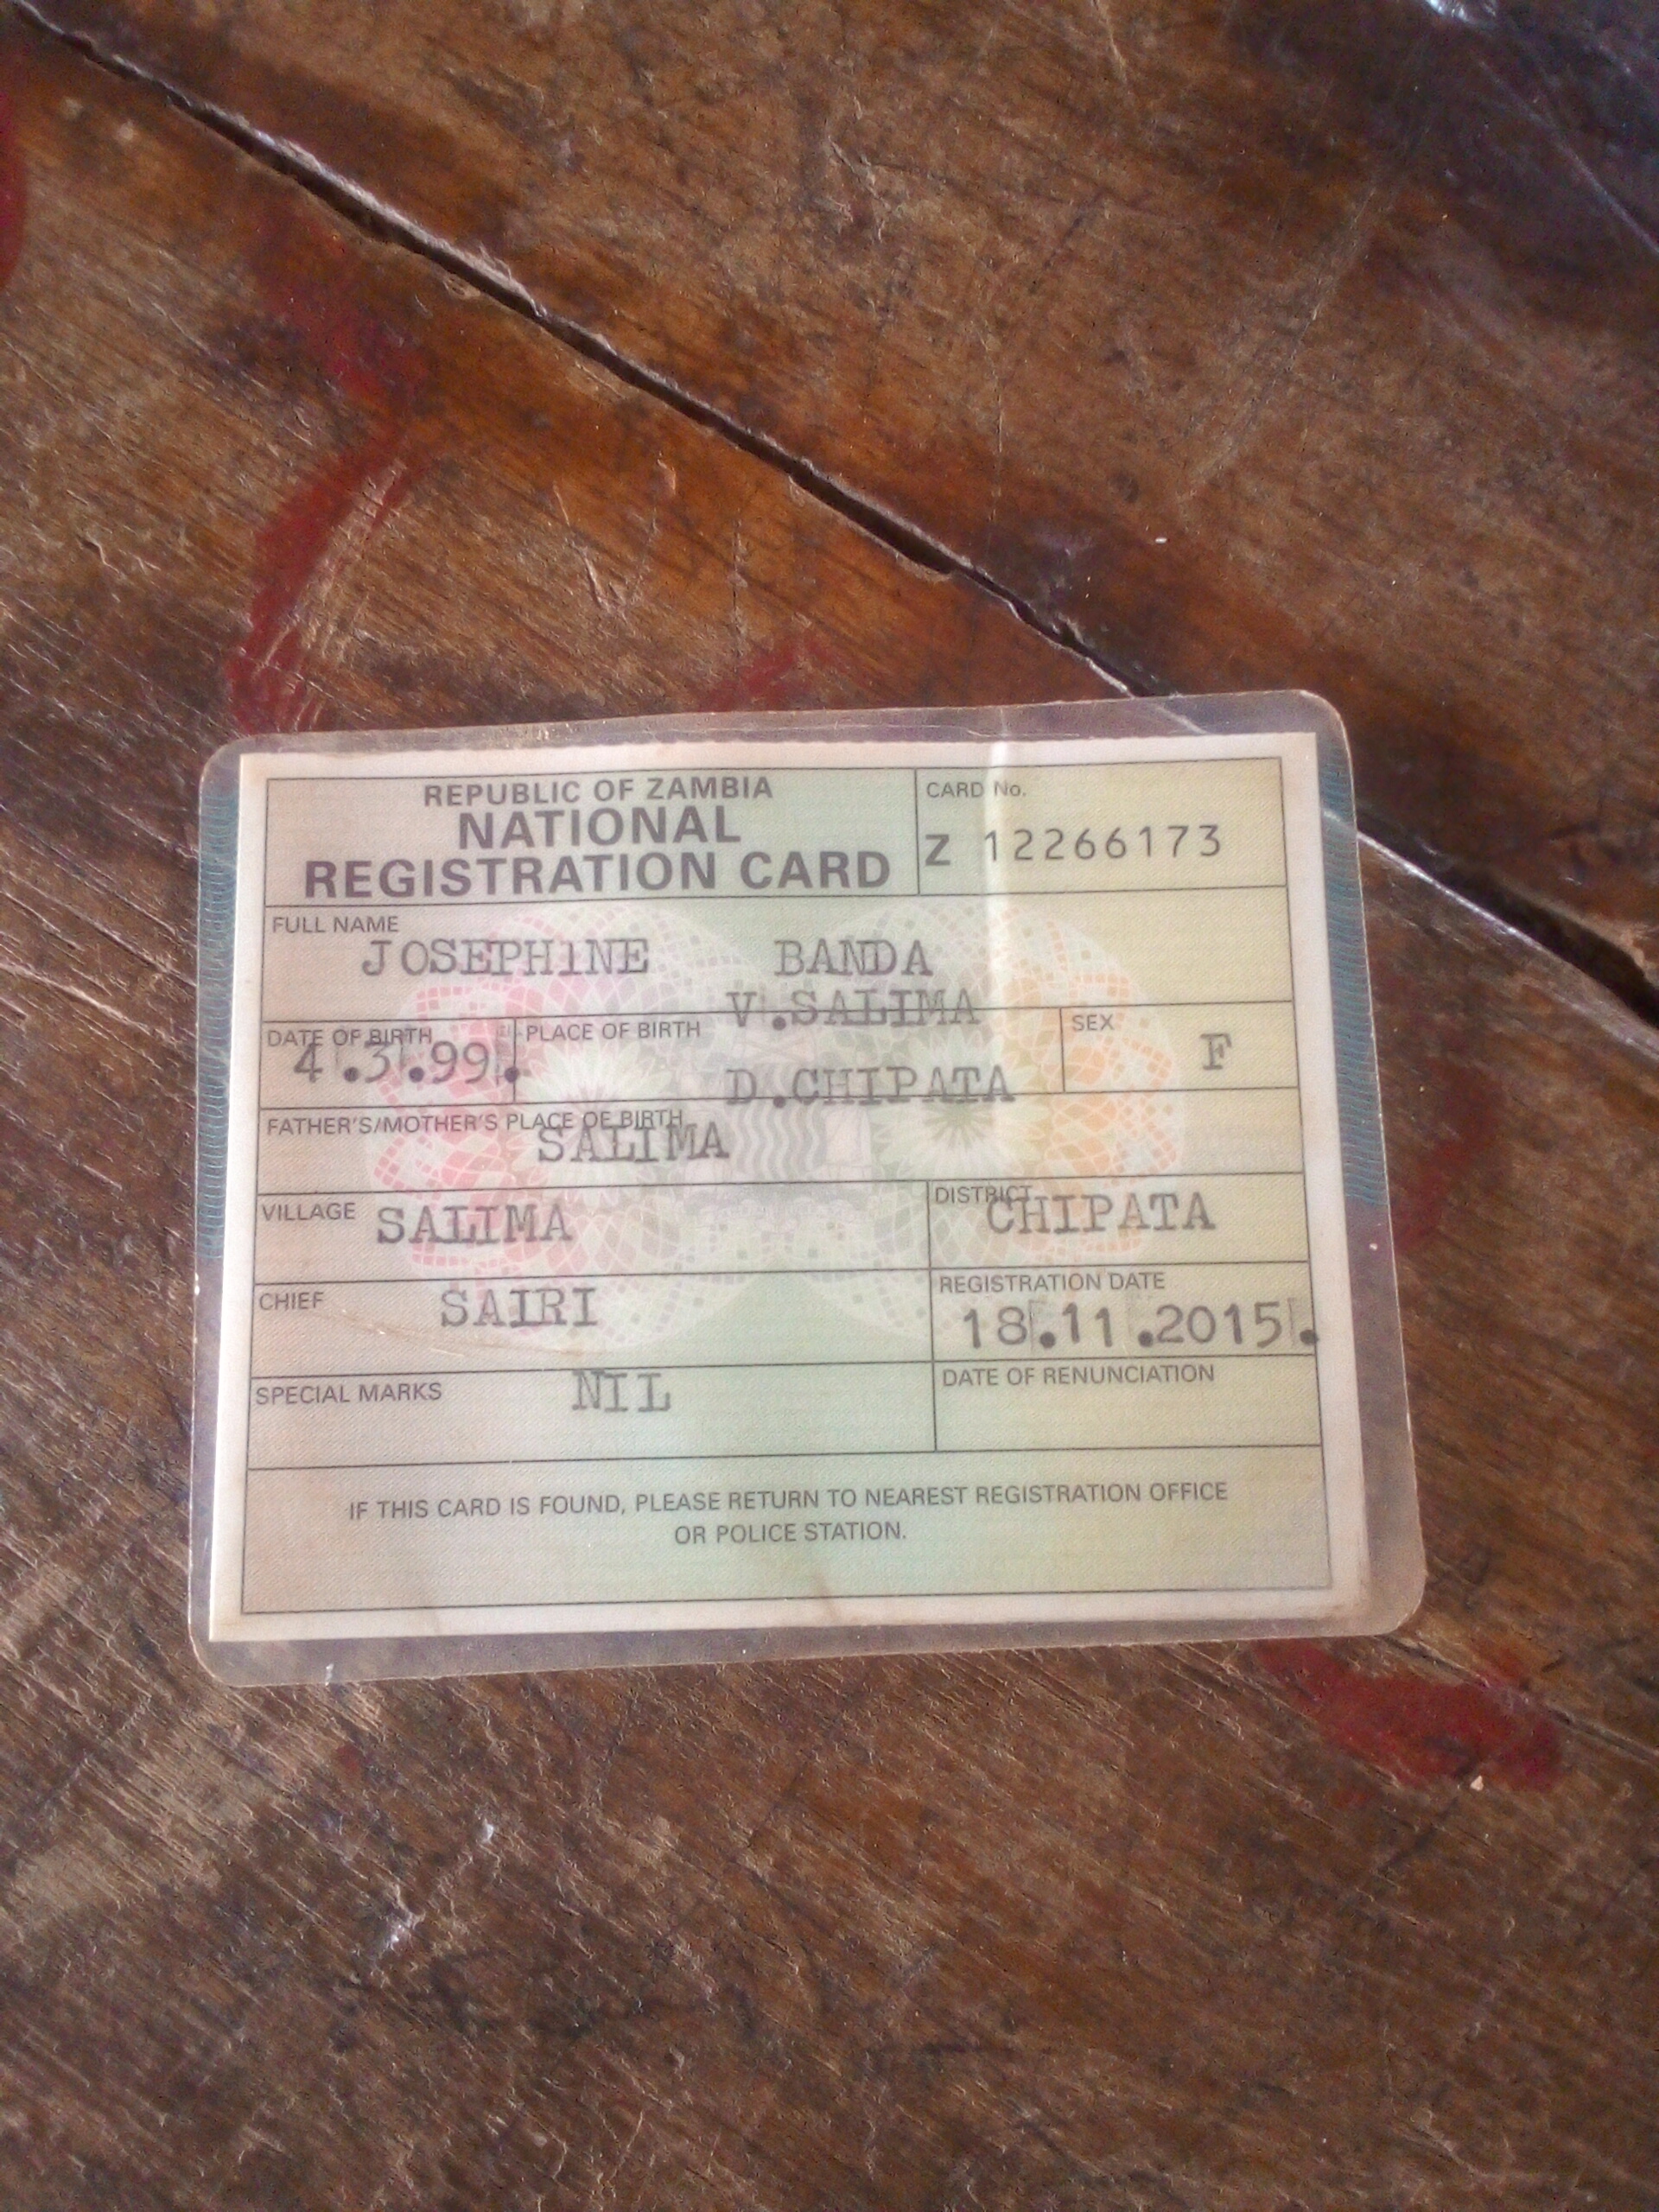 REPUBLIC OF ZAMBIA
NATIONAL
REGISTRATION CARD
CARD No.
Z 12266173
FULL NAME
JOSEPH1NE BANDA
DATE OF BIRTH
4.3.99.
PLACE OF BIRTH
V.SALIMA
D.CHIPATA
SEX
F
FATHER'S/MOTHER'S PLACE OF BIRTH
SALIMA
VILLAGE SALIMA
DISTRICT
CHIPATA
CHIEF SAIRI
REGISTRATION DATE
18.11.2015.
SPECIAL MARKS NIL
DATE OF RENUNCIATION
IF THIS CARD IS FOUND, PLEASE RETURN TO NEAREST REGISTRATION OFFICE
OR POLICE STATION.